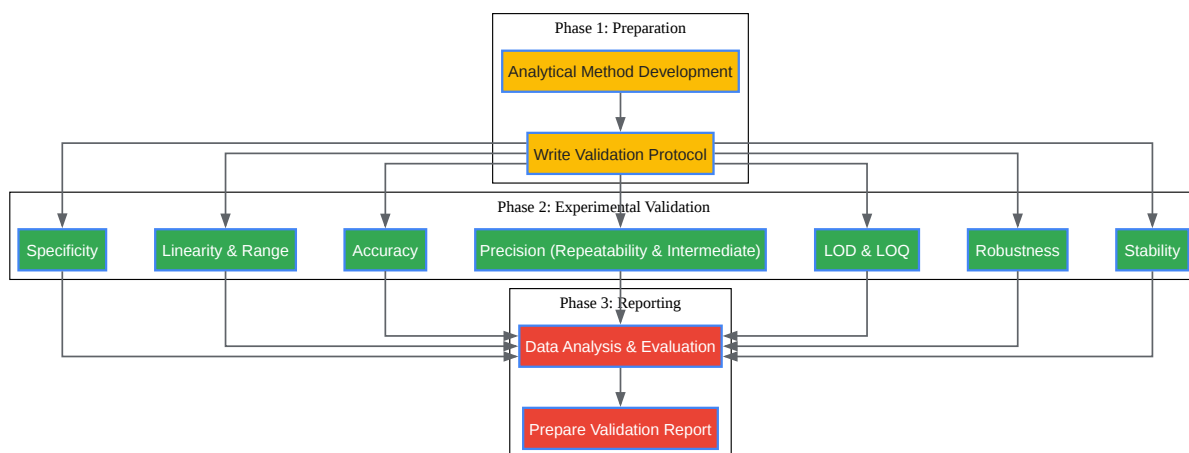 Phase 1: Preparation
Analytical Method Development
Write Validation Protocol
Phase 2: Experimental Validation
Specificity
Linearity & Range
Accuracy
Precision (Repeatability & Intermediate)
LOD & LOQ
Robustness
Stability
Phase 3: Reporting
Data Analysis & Evaluation
Prepare Validation Report